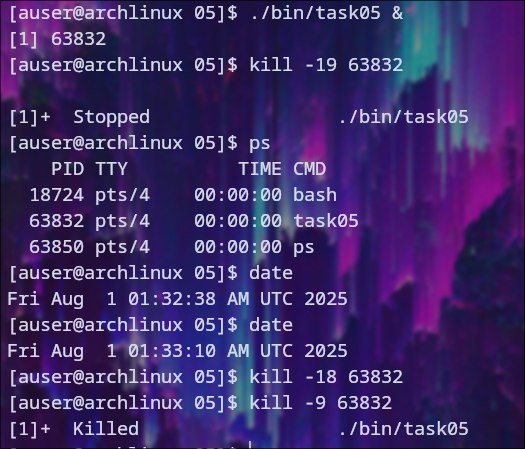 [auser@archlinux 05]$ ./bin/task05 &
[1] 63832
[auser@archlinux 05]$ kill -19 63832
[1]+  Stopped                 ./bin/task05
[auser@archlinux 05]$ ps
    PID TTY          TIME CMD
  18724 pts/4    00:00:00 bash
  63832 pts/4    00:00:00 task05
  63850 pts/4    00:00:00 ps
[auser@archlinux 05]$ date
Fri Aug  1 01:32:38 AM UTC 2025
[auser@archlinux 05]$ date
Fri Aug  1 01:33:10 AM UTC 2025
[auser@archlinux 05]$ kill -18 63832
[auser@archlinux 05]$ kill -9 63832
[1]+  Killed                  ./bin/task05